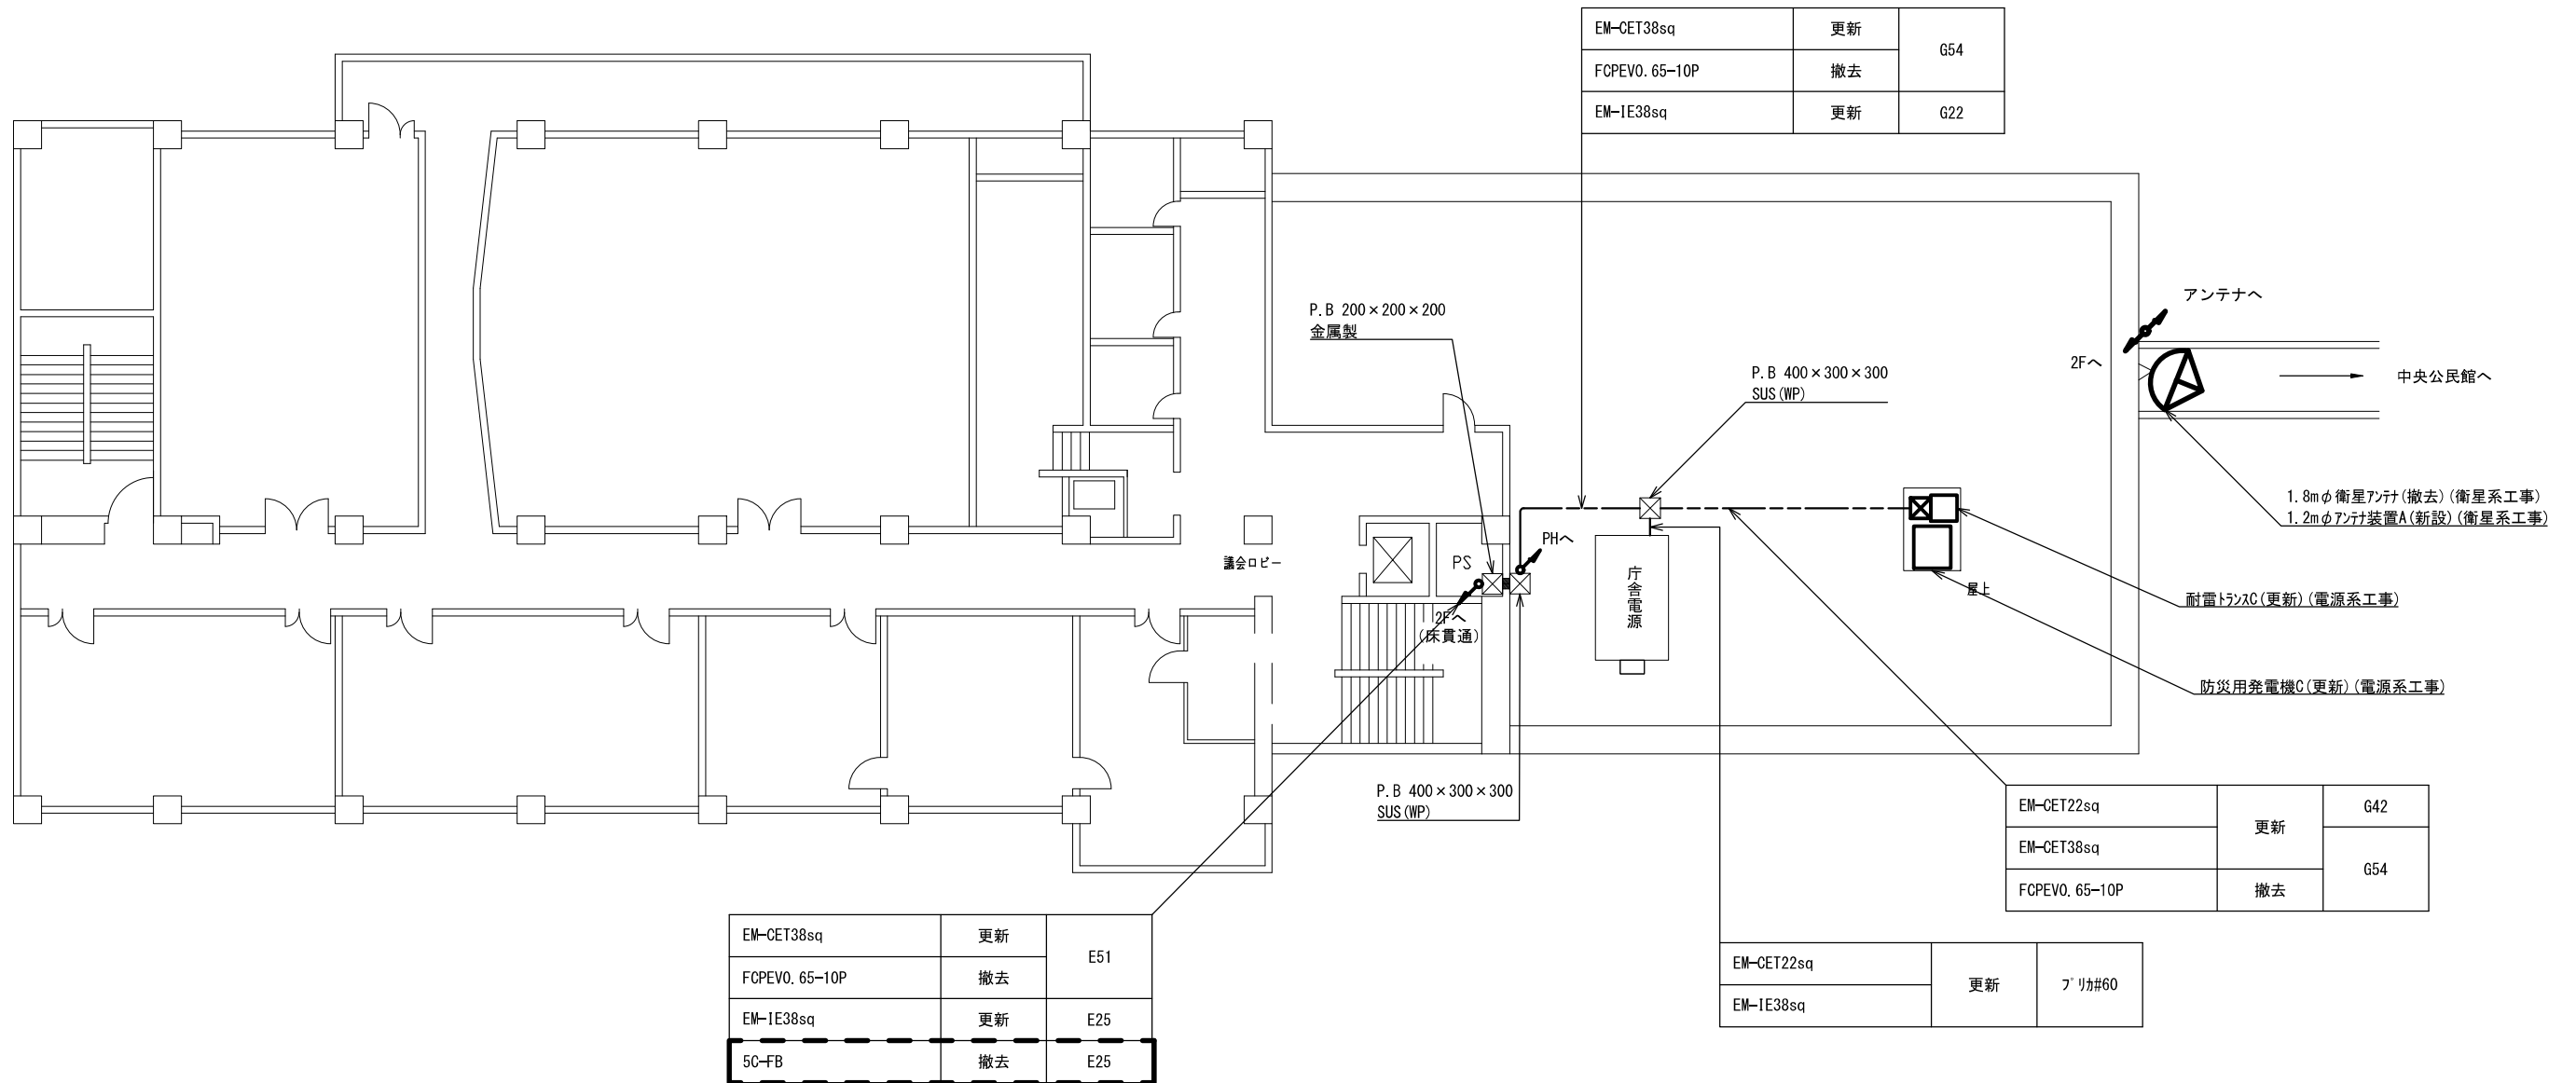 EM-CET38sq 更新 G54
FCPEV0.65-10P 撤去
EM-IE38sq 更新 G22
P.B 200×200×200
金属製
P.B 400×300×300
SUS(WP)
アンテナへ
2Fへ
中央公民館へ
1.8mφ衛星ｱﾝﾃﾅ(撤去)(衛星系工事)
1.2mφｱﾝﾃﾅ装置A(新設)(衛星系工事)
議会ロビー
PS
PHへ
2Fへ
(床貫通)
庁舎電源
屋上
耐雷ﾄﾗﾝｽC(更新)(電源系工事)
防災用発電機C(更新)(電源系工事)
P.B 400×300×300
SUS(WP)
EM-CET22sq 更新 G42
EM-CET38sq G54
FCPEV0.65-10P 撤去
EM-CET38sq 更新 E51
FCPEV0.65-10P 撤去
EM-IE38sq 更新 E25
5C-FB 撤去 E25
EM-CET22sq 更新 ﾌﾟﾘｶ#60
EM-IE38sq